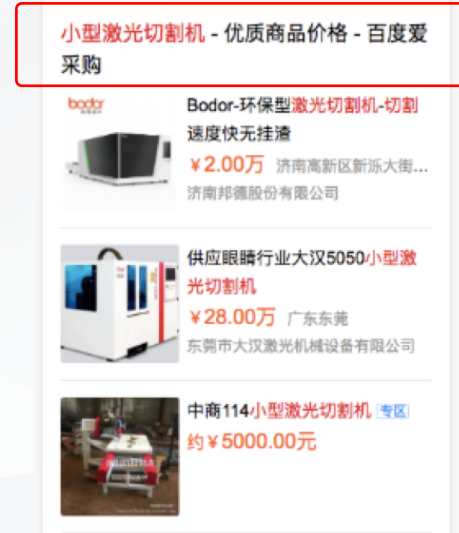 小型激光切割机 - 优质商品价格 - 百度爱
采购
bodor
Bodor-环保型激光切割机-切割
速度快无挂渣
￥2.00万 济南高新区新泺大街...
济南邦德股份有限公司
供应眼睛行业大汉5050小型激
光切割机
￥28.00万 广东东莞
东莞市大汉激光机械设备有限公司
中商114小型激光切割机 专区
约￥5000.00元